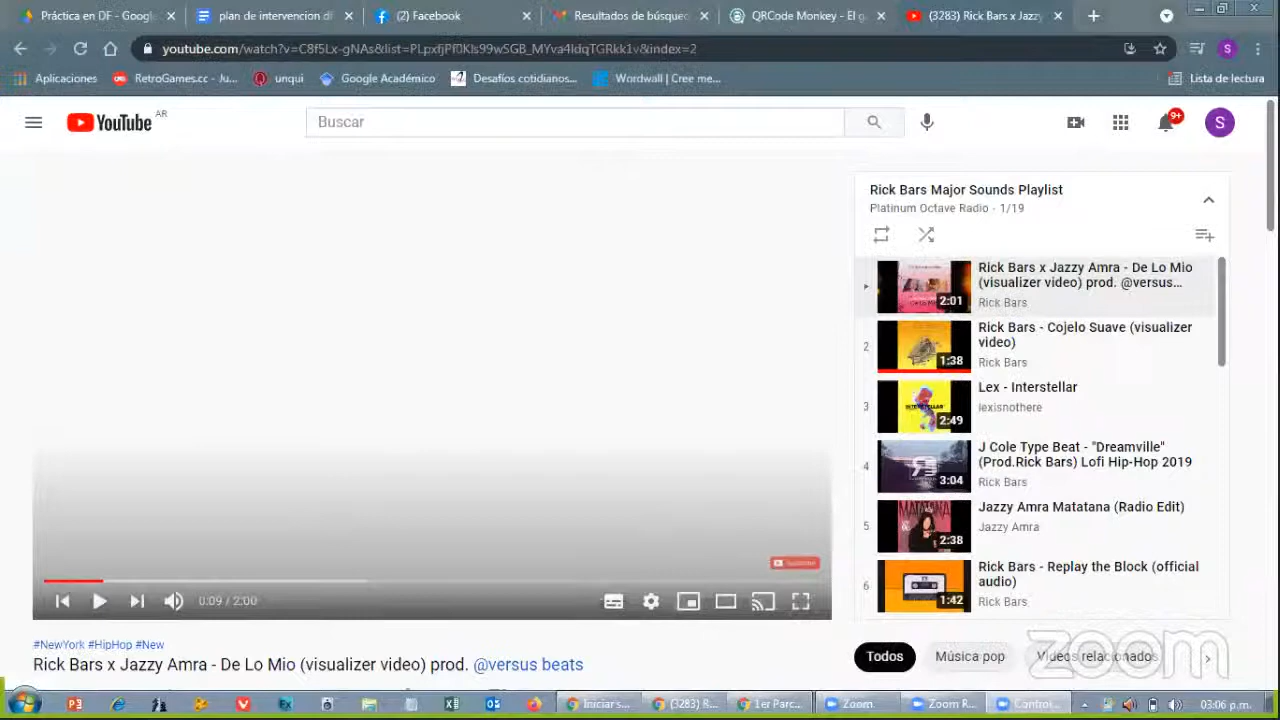 Práctica en DF - Google
plan de intervencion di
(2) Facebook
Resultados de búsque
QRCode Monkey - El g
(3283) Rick Bars x Jazzy
youtube.com/watch?v=C8f5Lx-gNAs&list=PLpxfjPf0Kls99wSGB_MYva4IdqTGRkk1v&index=2
S
Aplicaciones
RetroGames.cc - Ju...
unqui
Google Académico
Desafíos cotidianos...
Wordwall | Cree me...
Lista de lectura
YouTube AR
Buscar
9+
S
Rick Bars Major Sounds Playlist
Platinum Octave Radio - 1/19
Rick Bars x Jazzy Amra - De Lo Mio
(visualizer video) prod. @versus...
2:01
Rick Bars
2
Rick Bars - Cojelo Suave (visualizer
video)
1:38
Rick Bars
3
Lex - Interstellar
lexisnothere
2:49
4
J Cole Type Beat - "Dreamville"
(Prod.Rick Bars) Lofi Hip-Hop 2019
3:04
Rick Bars
5
MATATANA
Jazzy Amra Matatana (Radio Edit)
Jazzy Amra
2:38
6
Rick Bars - Replay the Block (official
audio)
1:42
Rick Bars
0:09 / 2:00
#NewYork #HipHop #New
Rick Bars x Jazzy Amra - De Lo Mio (visualizer video) prod. @versus beats
Todos
Música pop
Videos relacionados
zoom
Iniciar s...
(3283) R...
1er Parc...
Zoom
Zoom R...
Control...
03:06 p.m.